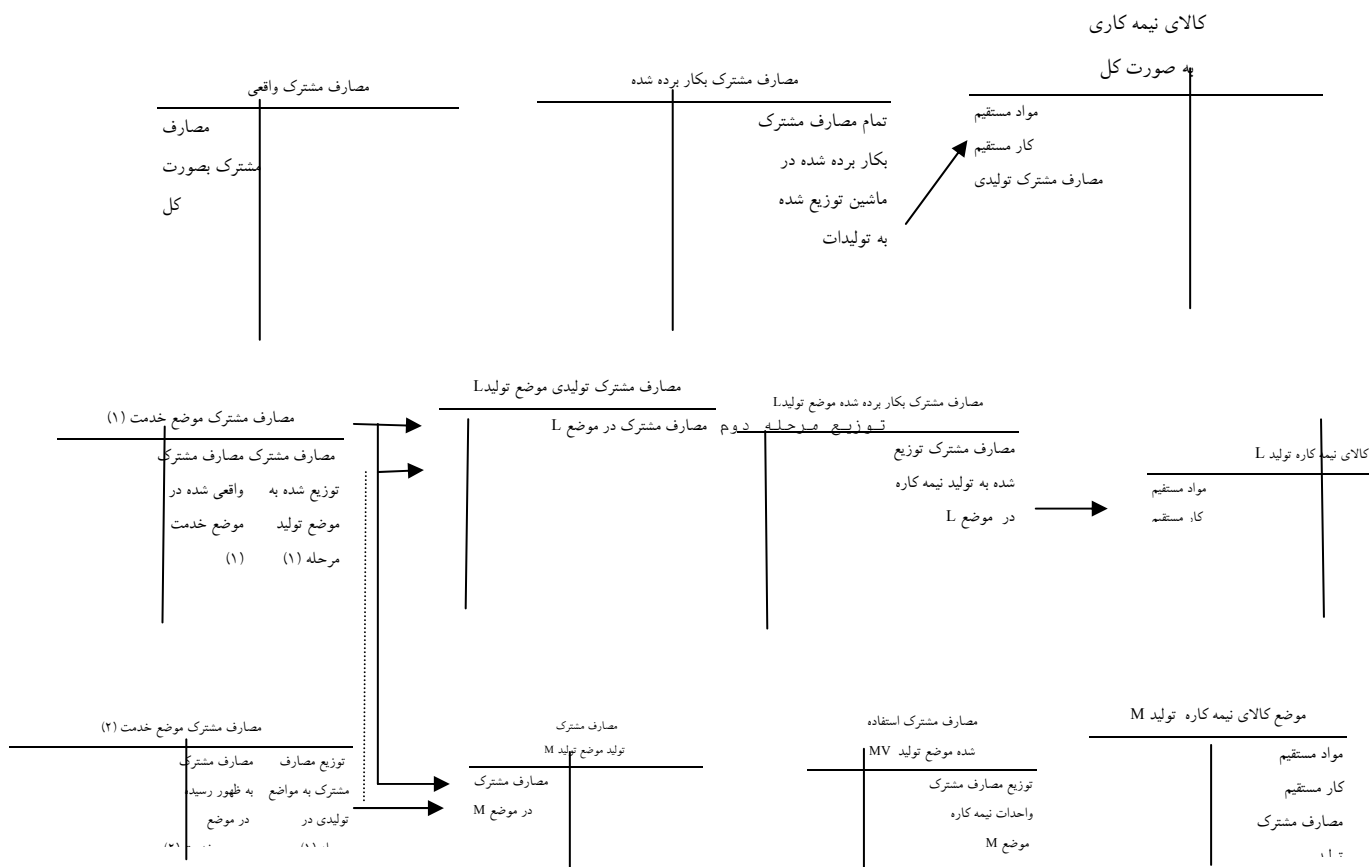 کالای نیمه کاری
به صورت کل
مواد مستقیم
کار مستقیم
مصارف مشترک تولیدی
مصارف مشترک بکار برده شده
تمام مصارف مشترک
بکار برده شده در
ماشین توزیع شده
به تولیدات
مصارف مشترک واقعی
مصارف
مشترک بصورت
کل
کالای نیمه کاره تولید L
مواد مستقیم
کار مستقیم
مصارف مشترک بکار برده شده موضع تولیدL
مصارف مشترک توزیع
شده به تولید نیمه کاره
در موضع L
مصارف مشترک تولیدی موضع تولیدL
توزیع مرحله دوم مصارف مشترک در موضع L
مصارف مشترک موضع خدمت (۱)
مصارف مشترک مصارف مشترک
توزیع شده به واقعی شده در
موضع تولید موضع خدمت
مرحله (۱) (۱)
موضع کالای نیمه کاره تولید M
مواد مستقیم
کار مستقیم
مصارف مشترک
مصارف مشترک استفاده
شده موضع تولید MV
توزیع مصارف مشترک
واحدات نیمه کاره
موضع M
مصارف مشترک
تولید موضع تولید M
مصارف مشترک
در موضع M
مصارف مشترک موضع خدمت (۲)
توزیع مصارف مصارف مشترک
مشترک به مواضع به ظهور رسیده
تولیدی در در موضع